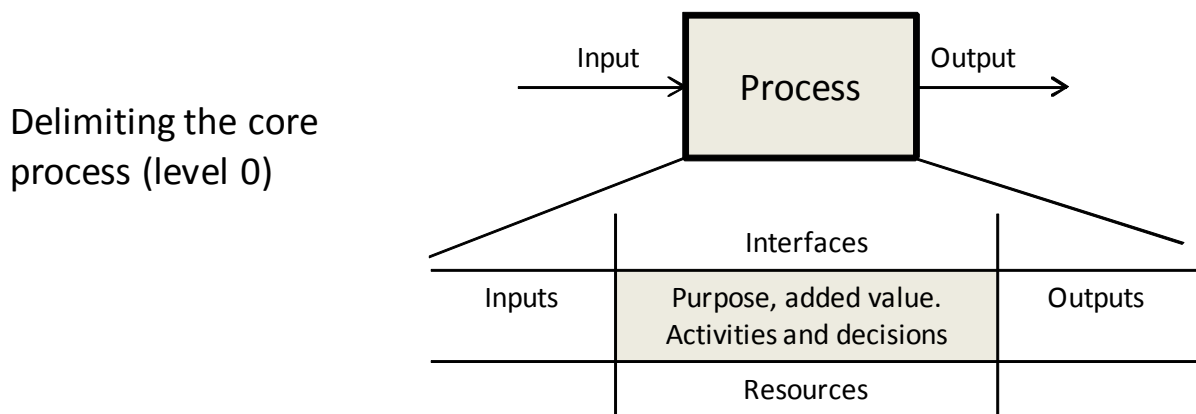 Input
Process
Output
Delimiting the core
process (level 0)
Interfaces
Inputs
Purpose, added value.
Activities and decisions
Outputs
Resources